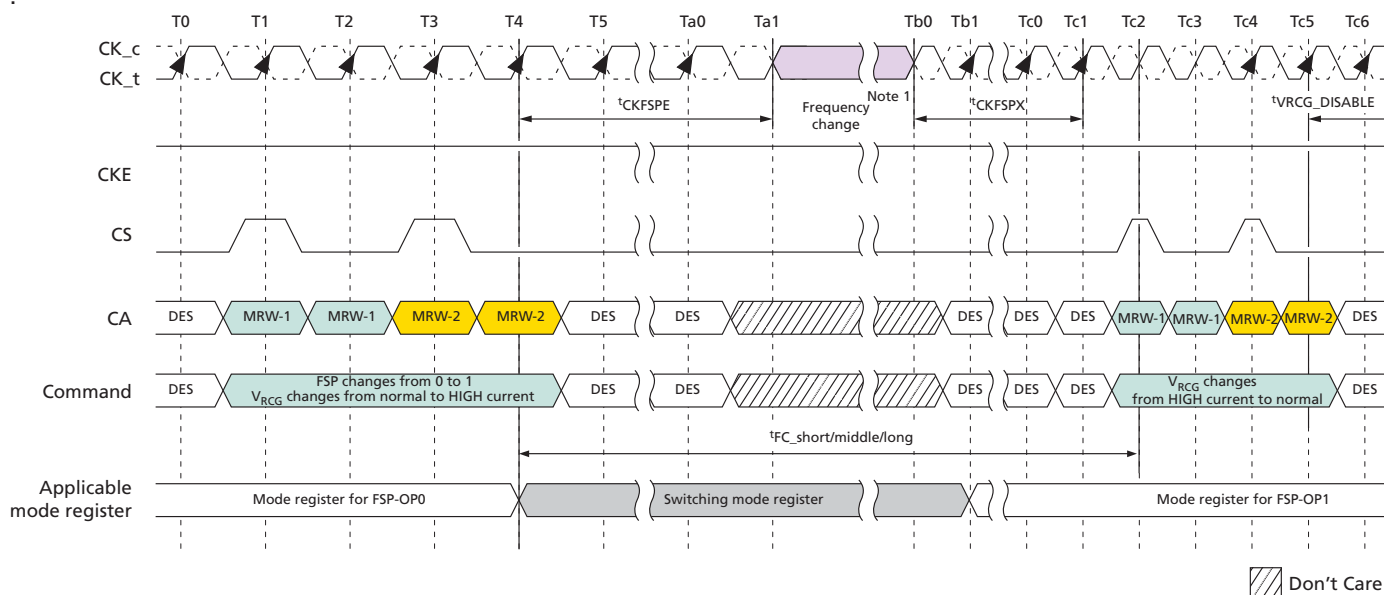 T0 T1 T2 T3 T4 T5 Ta0 Ta1 Tb0 Tb1 Tc0 Tc1 Tc2 Tc3 Tc4 Tc5 Tc6
CK_c
CK_t
tCKFSPE
Frequency
change
Note 1
tCKFSPX
tVRCG_DISABLE
CKE
CS
CA
DES MRW-1 MRW-1 MRW-2 MRW-2 DES DES DES DES DES MRW-1 MRW-1 MRW-2 MRW-2 DES
Command
DES
FSP changes from 0 to 1
VRCG changes from normal to HIGH current
DES DES DES DES DES
VRCG changes
from HIGH current to normal
DES
tFC_short/middle/long
Applicable
mode register
Mode register for FSP-OP0
Switching mode register
Mode register for FSP-OP1
Don't Care